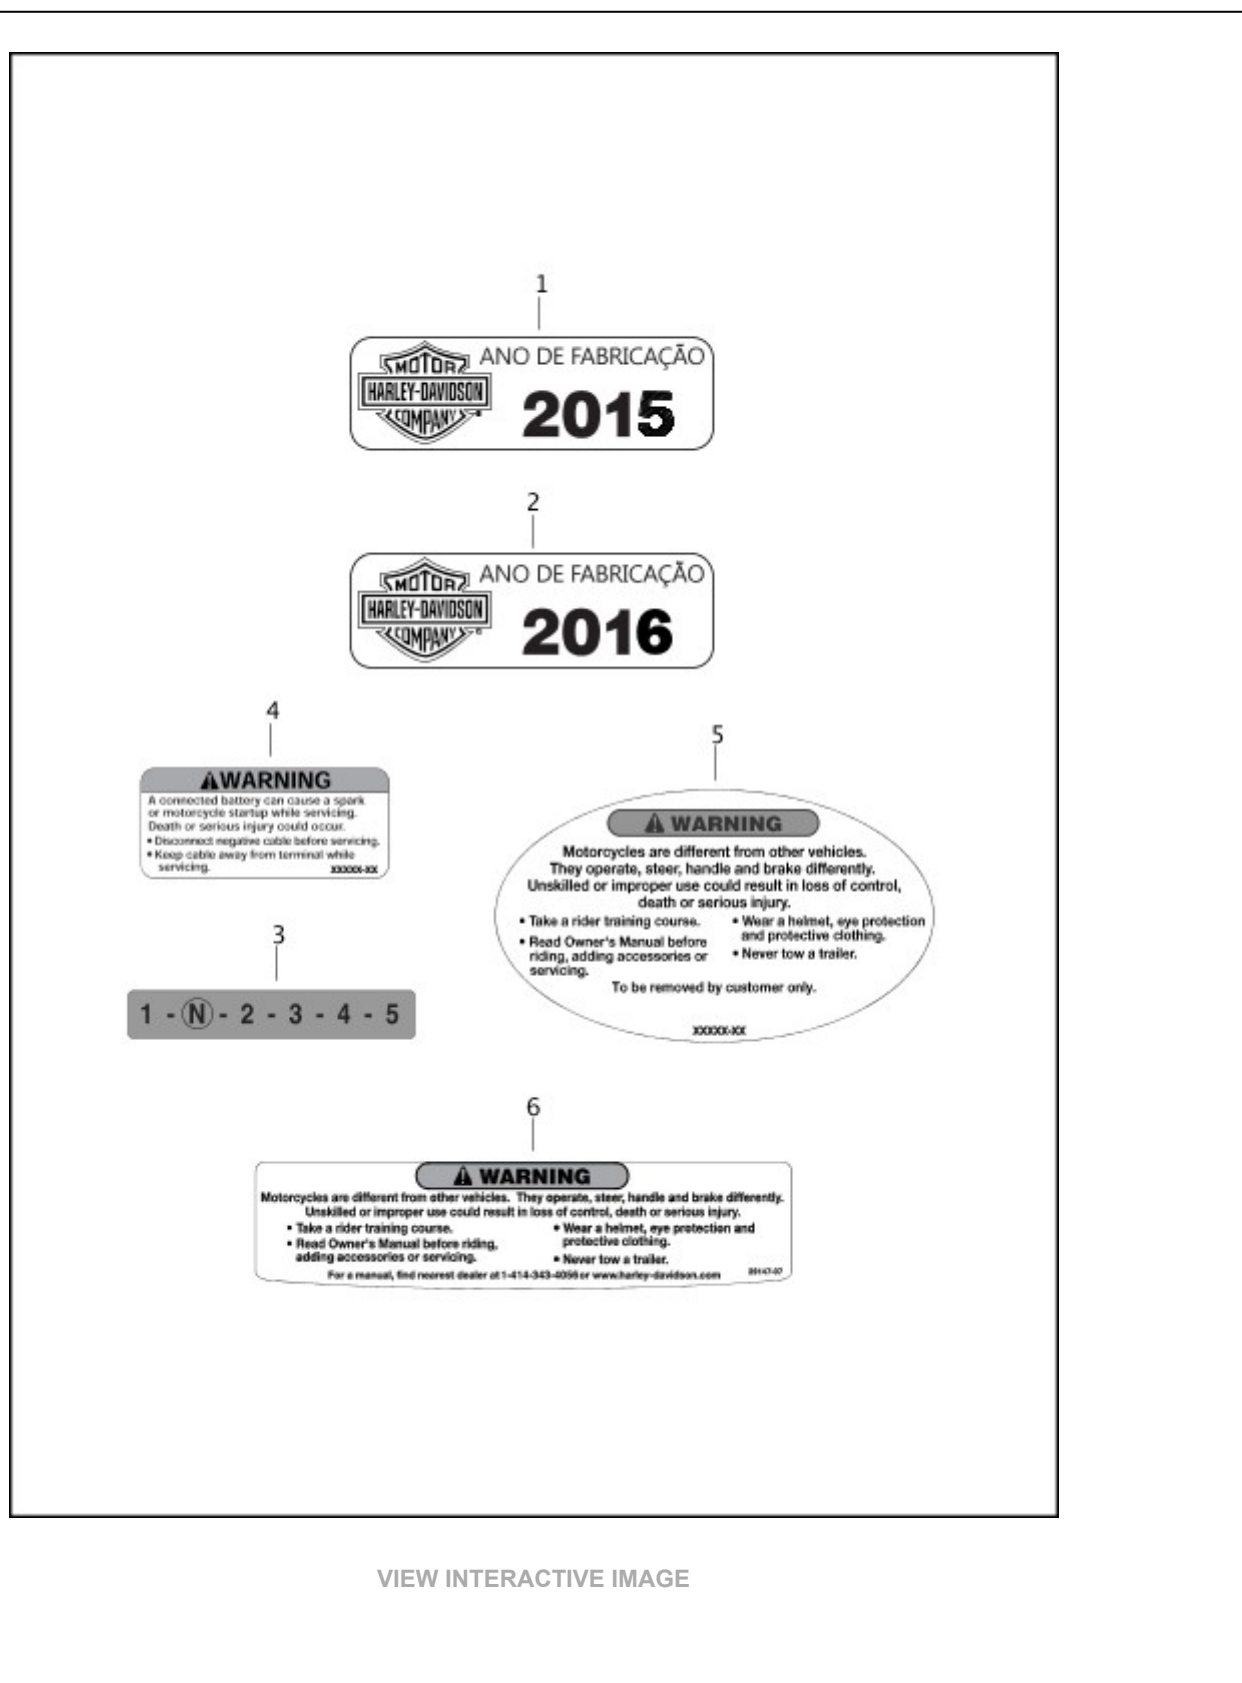 1
MOTOR
HARLEY-DAVIDSON
COMPANY
ANO DE FABRICAÇÃO
2015
2
MOTOR
HARLEY-DAVIDSON
COMPANY
ANO DE FABRICAÇÃO
2016
4
WARNING
A connected battery can cause a spark
or motorcycle startup while servicing.
Death or serious injury could occur.
• Disconnect negative cable before servicing.
• Keep cable away from terminal while
servicing.
XXXXX-XX
3
1 - N - 2 - 3 - 4 - 5
5
WARNING
Motorcycles are different from other vehicles.
They operate, steer, handle and brake differently.
Unskilled or improper use could result in loss of control,
death or serious injury.
• Take a rider training course.
• Read Owner's Manual before
riding, adding accessories or
servicing.
• Wear a helmet, eye protection
and protective clothing.
• Never tow a trailer.
To be removed by customer only.
XXXXX-XX
6
WARNING
Motorcycles are different from other vehicles. They operate, steer, handle and brake differently.
Unskilled or improper use could result in loss of control, death or serious injury.
• Take a rider training course.
• Read Owner's Manual before riding,
adding accessories or servicing.
• Wear a helmet, eye protection and
protective clothing.
• Never tow a trailer.
For a manual, find nearest dealer at 1-414-343-4056 or www.harley-davidson.com
VIEW INTERACTIVE IMAGE